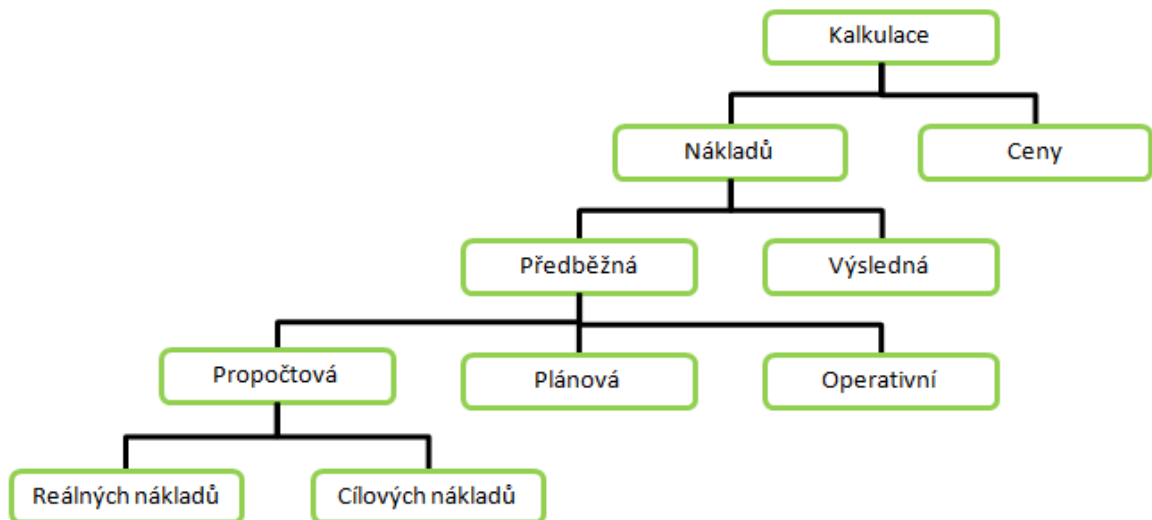 Kalkulace
Nákladů
Ceny
Předběžná
Výsledná
Propočtová
Plánová
Operativní
Reálných nákladů
Cílových nákladů